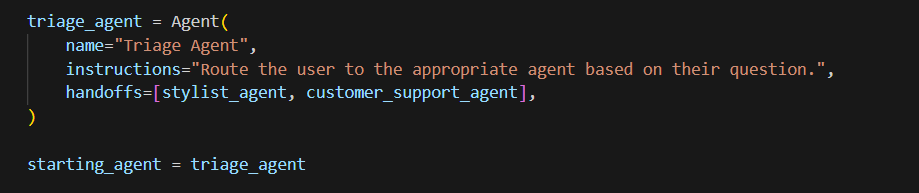 triage_agent = Agent(
    name="Triage Agent",
    instructions="Route the user to the appropriate agent based on their question.",
    handoffs=[stylist_agent, customer_support_agent],
)
starting_agent = triage_agent